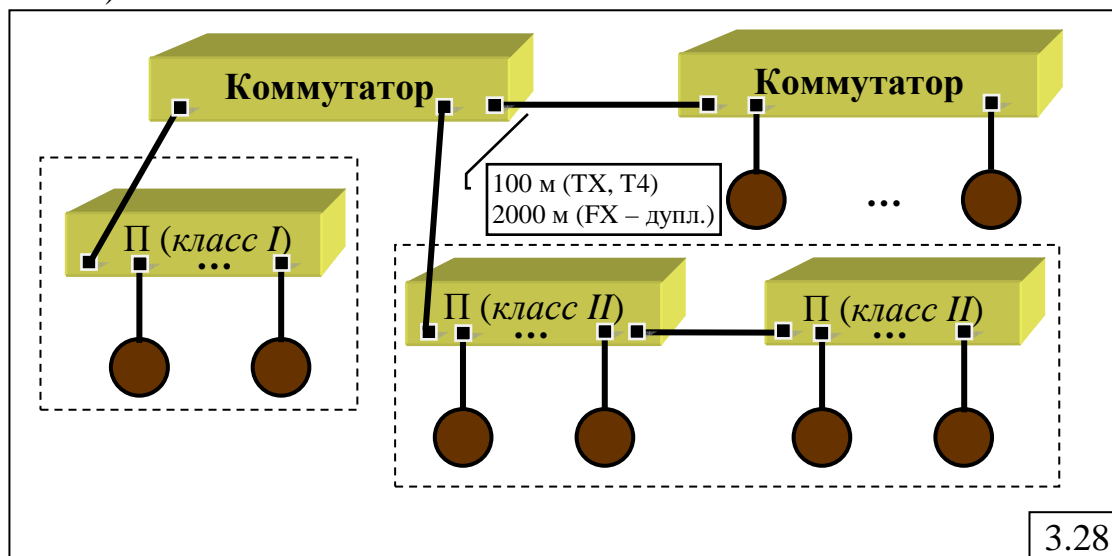 )
Коммутатор
Коммутатор
100 м (TX, T4)
2000 м (FX – дупл.)
П (класс I)
...
...
П (класс II)
...
П (класс II)
...
3.28